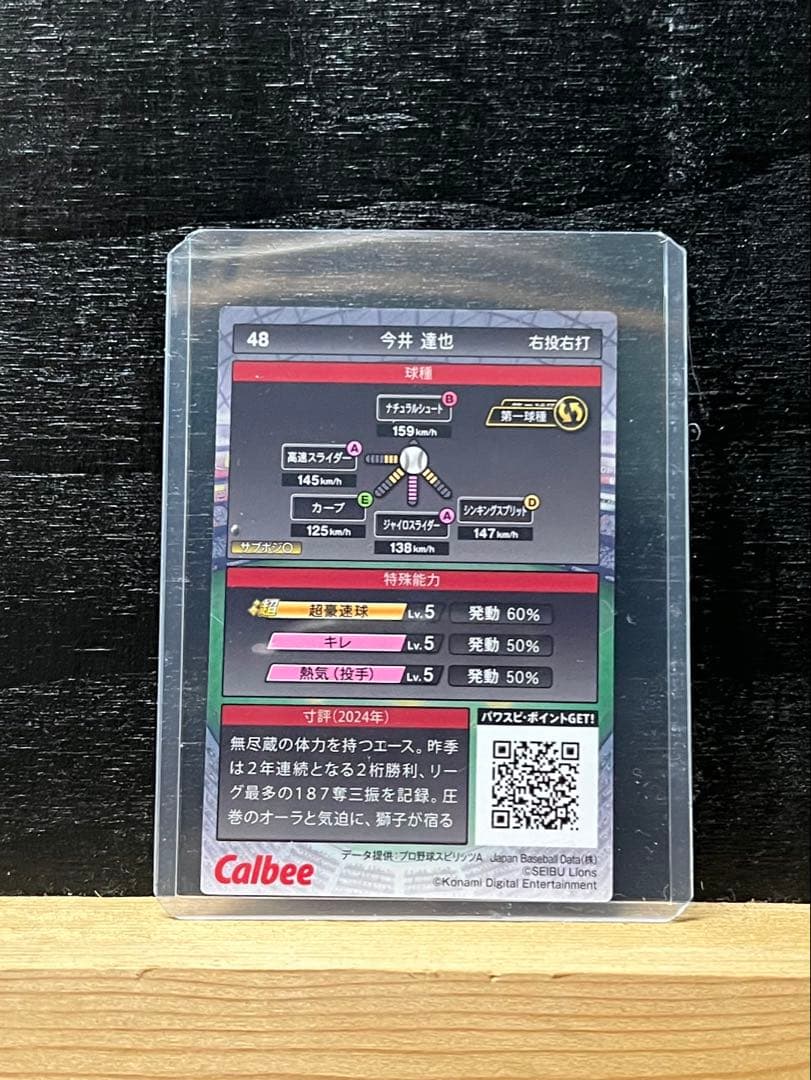 48 今井 達也 右投右打
球種
ナチュラルシュート B
159km/h
第一球種
高速スライダー A
145km/h
カーブ E
125km/h
ジャイロスライダー A
138km/h
シンキングスプリット D
147km/h
サブポジ〇
特殊能力
超 超豪速球 Lv.5 発動 60%
キレ Lv.5 発動 50%
熱気(投手) Lv.5 発動 50%
寸評(2024年)
無尽蔵の体力を持つエース。昨季
は2年連続となる2桁勝利、リー
グ最多の187奪三振を記録。圧
巻のオーラと気迫に、獅子が宿る
パワスピ・ポイントGET!
Calbee
データ提供:プロ野球スピリッツA Japan Baseball Data(株)
©SEIBU Lions
©Konami Digital Entertainment